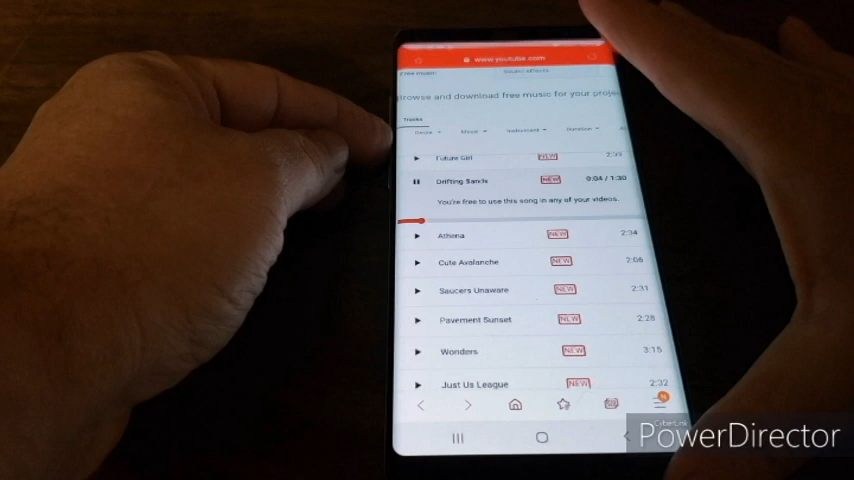 www.youtube.com
Free music
Sound effects
Browse and download free music for your proje
Tracks
Genre
Mood
Instrument
Duration
Future Girl NEW 2:39
Drifting Sands NEW 0:04 / 1:30
You're free to use this song in any of your videos.
Athena NEW 2:34
Cute Avalanche NEW 2:06
Saucers Unaware NEW 2:31
Pavement Sunset NEW 2:28
Wonders NEW 3:15
Just Us League NEW 2:32
CyberLink
PowerDirector